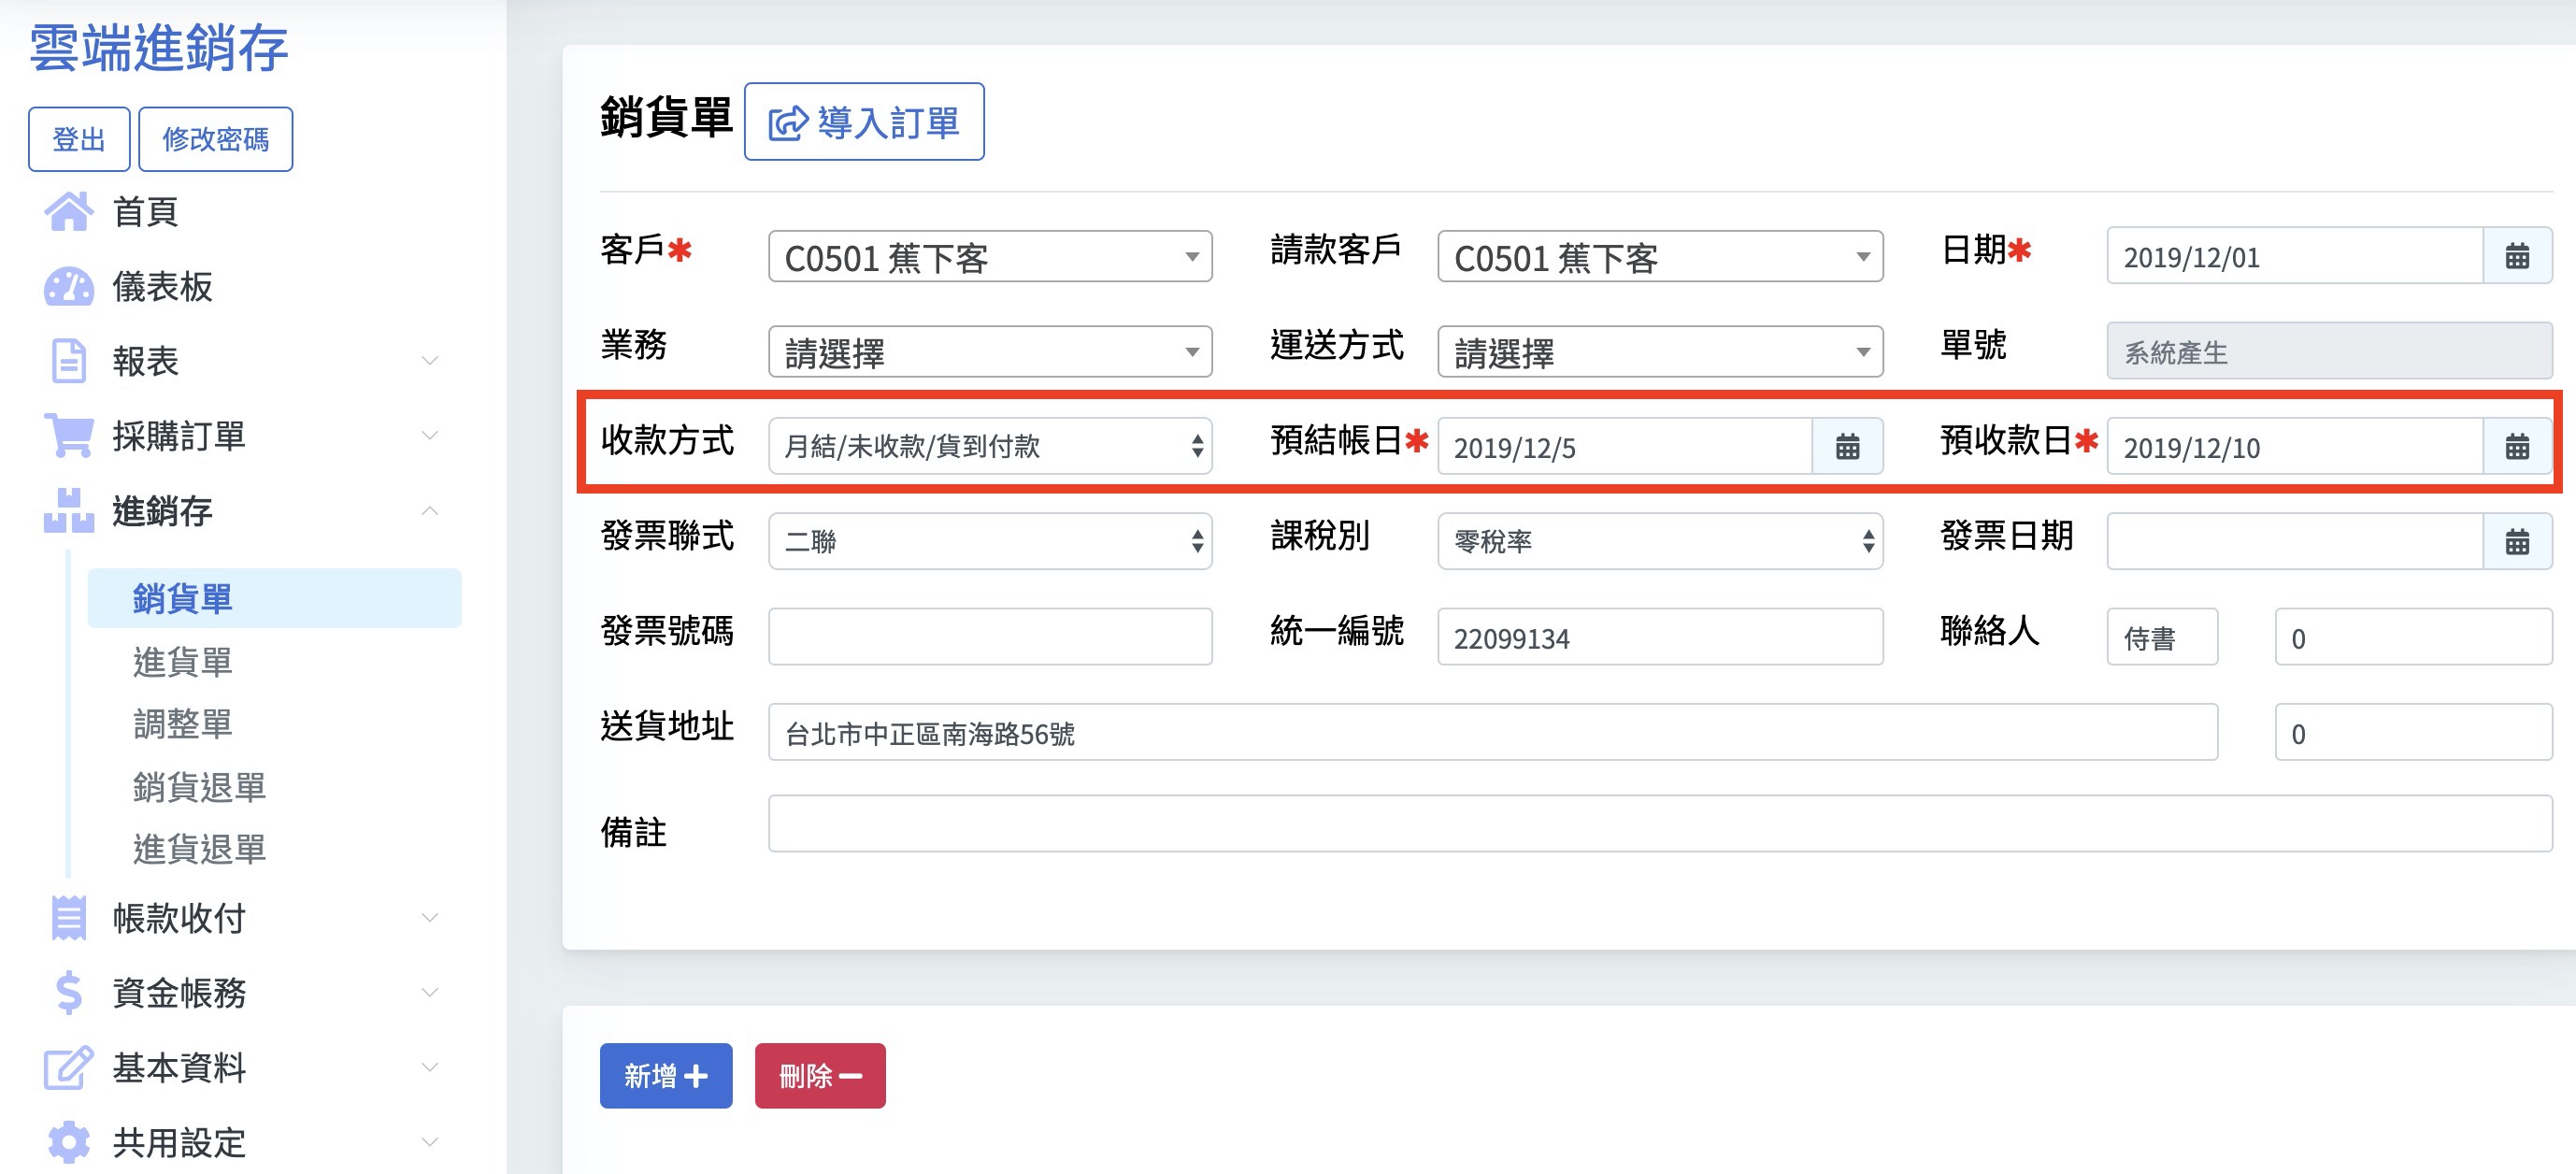 雲端進銷存
登出 修改密碼
首頁
儀表板
報表
採購訂單
進銷存
銷貨單
進貨單
調整單
銷貨退單
進貨退單
帳款收付
資金帳務
基本資料
共用設定
銷貨單 導入訂單
客戶* C0501 蕉下客 請款客戶 C0501 蕉下客 日期* 2019/12/01
業務 請選擇 運送方式 請選擇 單號 系統產生
收款方式 月結/未收款/貨到付款 預結帳日* 2019/12/5 預收款日* 2019/12/10
發票聯式 二聯 課稅別 零稅率 發票日期
發票號碼 統一編號 22099134 聯絡人 侍書 0
送貨地址 台北市中正區南海路56號 0
備註
新增+ 刪除-